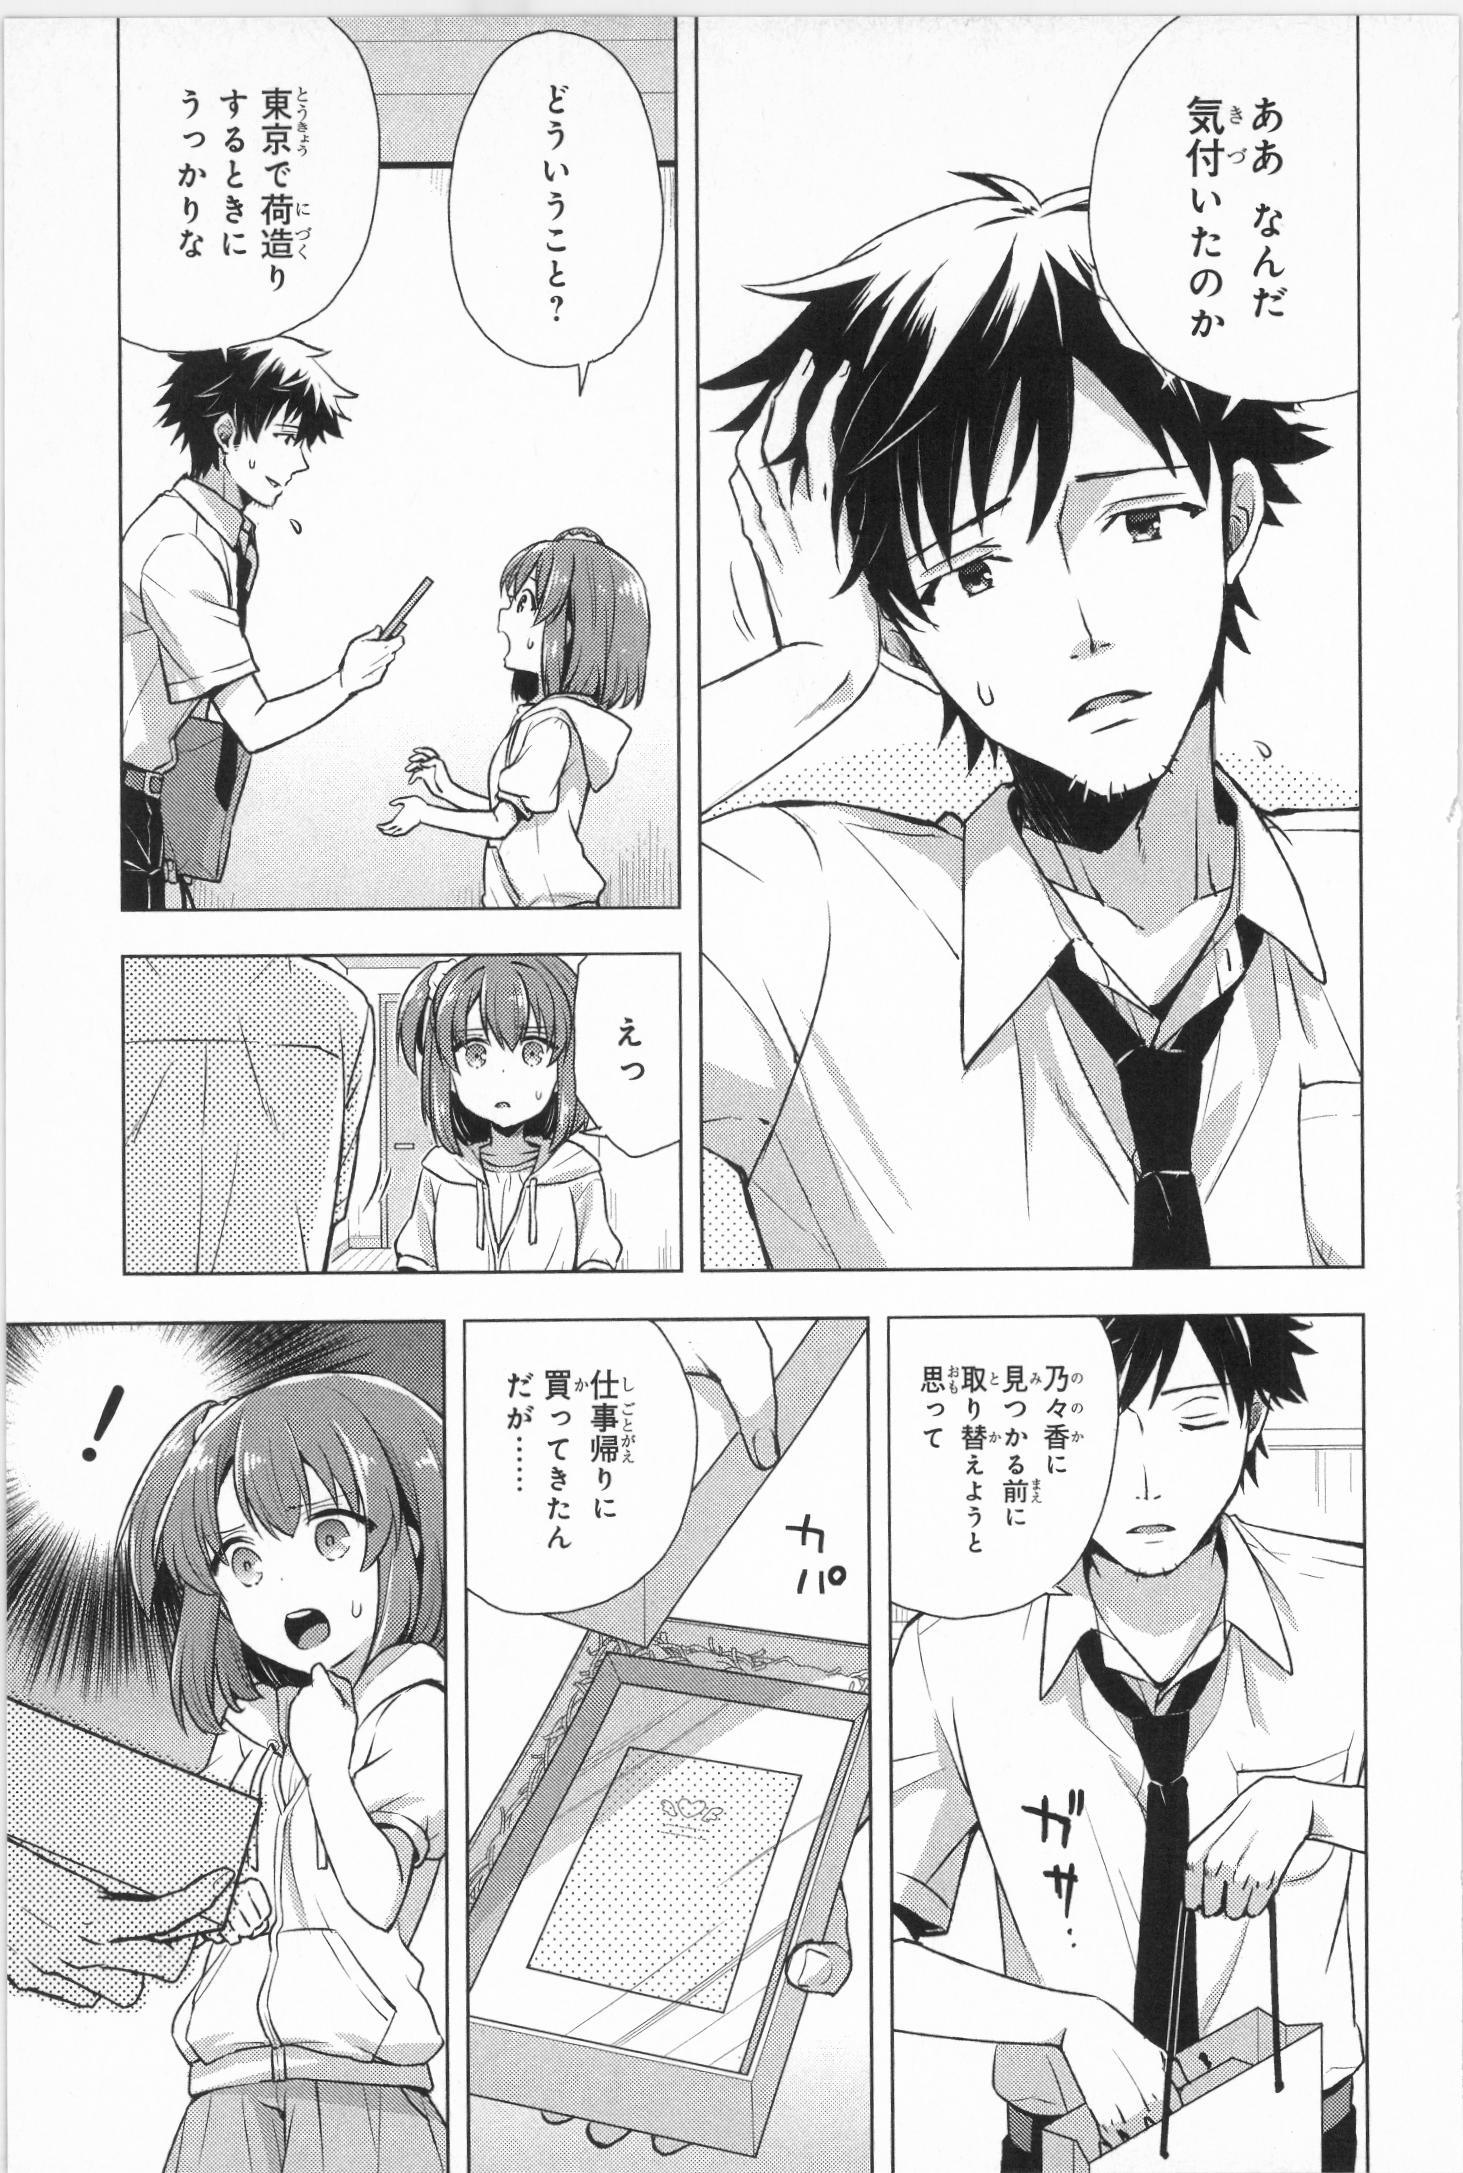 ああ なんだ
気付いたのか
どういうこと?
東京で荷造り
するときに
うっかりな
えっ
乃々香に
見つかる前に
取り替えようと
思って
ガサ‥
カパ
仕事帰りに
買ってきたん
だが……
!